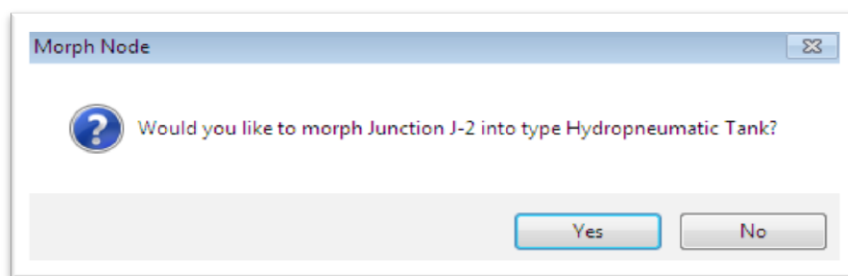 Morph Node
Would you like to morph Junction J-2 into type Hydropneumatic Tank?
Yes No